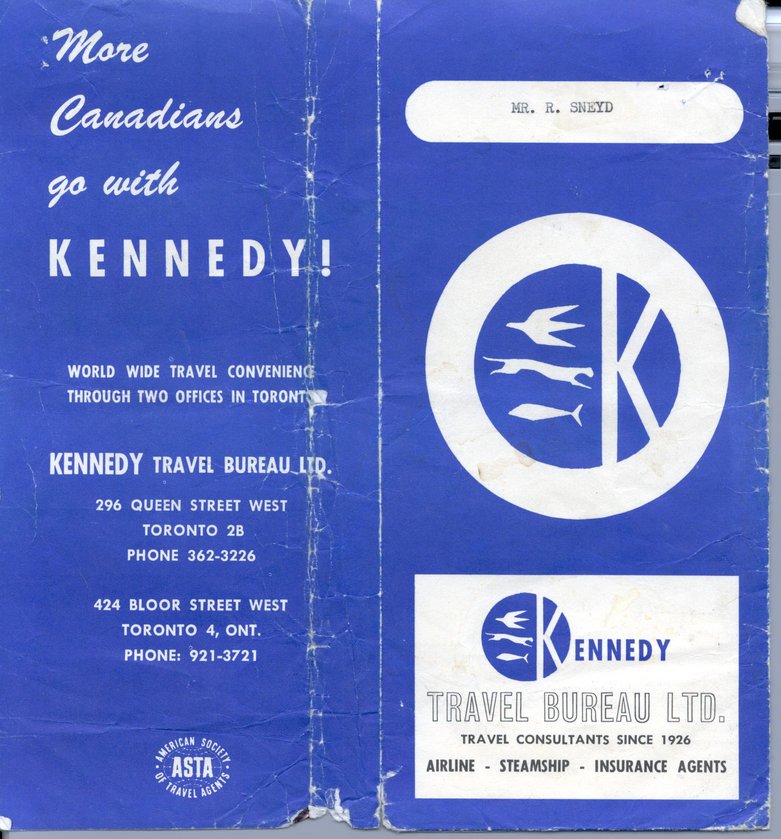 More
Canadians
go with
KENNEDY!
WORLD WIDE TRAVEL CONVENIENC
THROUGH TWO OFFICES IN TORONT
KENNEDY TRAVEL BUREAU LTD.
296 QUEEN STREET WEST
TORONTO 2B
PHONE 362-3226
424 BLOOR STREET WEST
TORONTO 4, ONT.
PHONE: 921-3721
AMERICAN SOCIETY
ASTA
OF TRAVEL AGENTS
MR. R. SNEYD
K
KENNEDY
TRAVEL BUREAU LTD.
TRAVEL CONSULTANTS SINCE 1926
AIRLINE - STEAMSHIP - INSURANCE AGENTS